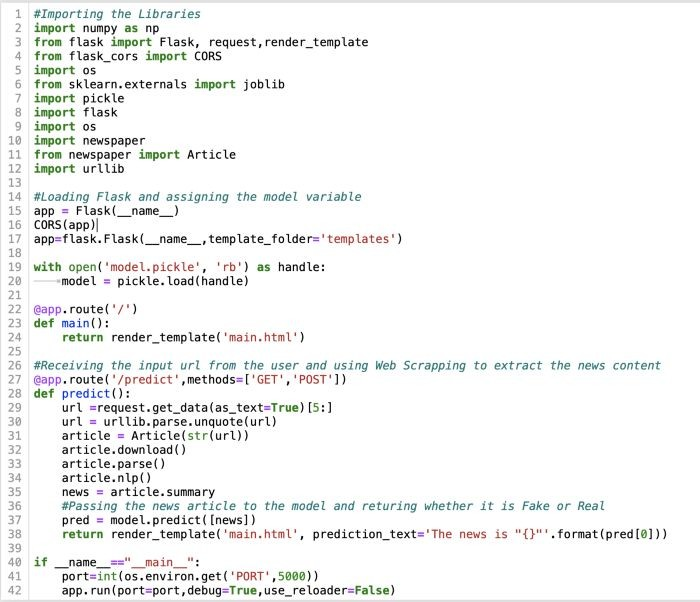 1 #Importing the Libraries
2 import numpy as np
3 from flask import Flask, request,render_template
4 from flask_cors import CORS
5 import os
6 from sklearn.externals import joblib
7 import pickle
8 import flask
9 import os
10 import newspaper
11 from newspaper import Article
12 import urllib
13
14 #Loading Flask and assigning the model variable
15 app = Flask(__name__)
16 CORS(app)
17 app=flask.Flask(__name__,template_folder='templates')
18
19 with open('model.pickle', 'rb') as handle:
20     model = pickle.load(handle)
21
22 @app.route('/')
23 def main():
24     return render_template('main.html')
25
26 #Receiving the input url from the user and using Web Scrapping to extract the news content
27 @app.route('/predict',methods=['GET','POST'])
28 def predict():
29     url =request.get_data(as_text=True)[5:]
30     url = urllib.parse.unquote(url)
31     article = Article(str(url))
32     article.download()
33     article.parse()
34     article.nlp()
35     news = article.summary
36     #Passing the news article to the model and returing whether it is Fake or Real
37     pred = model.predict([news])
38     return render_template('main.html', prediction_text='The news is "{}"'.format(pred[0]))
39
40 if __name__=="__main__":
41     port=int(os.environ.get('PORT',5000))
42     app.run(port=port,debug=True,use_reloader=False)